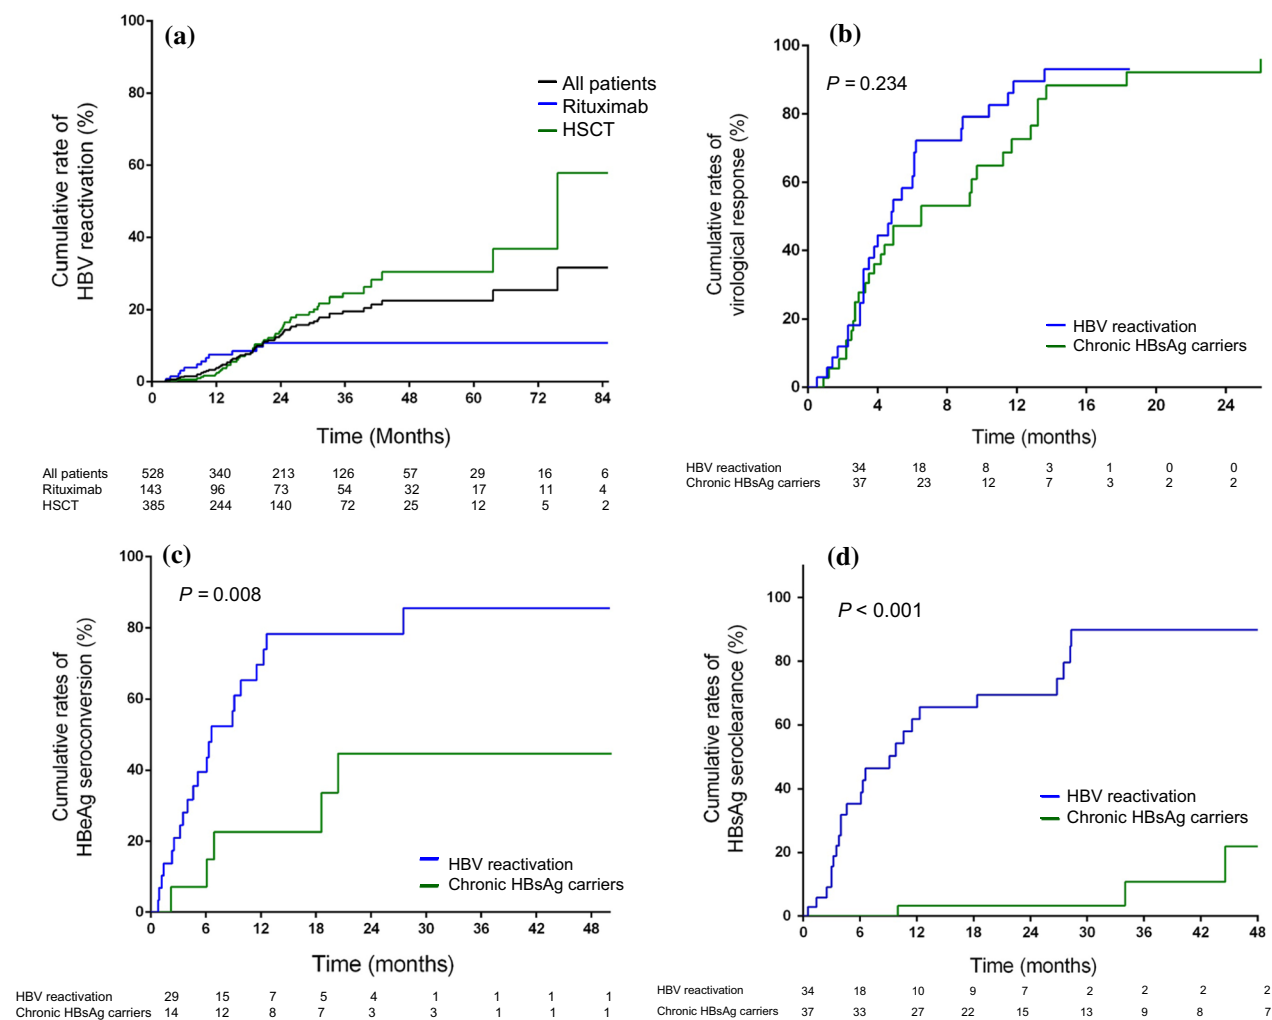 (a)
Cumulative rate of
HBV reactivation (%)
100
80
60
40
20
0
All patients
Rituximab
HSCT
0 12 24 36 48 60 72 84
Time (Months)
All patients 528 340 213 126 57 29 16 6
Rituximab 143 96 73 54 32 17 11 4
HSCT 385 244 140 72 25 12 5 2
(b)
P = 0.234
Cumulative rates of
virological response (%)
100
80
60
40
20
0
HBV reactivation
Chronic HBsAg carriers
0 4 8 12 16 20 24
Time (months)
HBV reactivation 34 18 8 3 1 0 0
Chronic HBsAg carriers 37 23 12 7 3 2 2
(c)
P = 0.008
Cumulative rates of
HBeAg seroconversion (%)
100
80
60
40
20
0
HBV reactivation
Chronic HBsAg carriers
0 6 12 18 24 30 36 42 48
Time (months)
HBV reactivation 29 15 7 5 4 1 1 1 1
Chronic HBsAg carriers 14 12 8 7 3 3 1 1 1
(d)
P < 0.001
Cumulative rates of
HBsAg seroclearance (%)
100
80
60
40
20
0
HBV reactivation
Chronic HBsAg carriers
0 6 12 18 24 30 36 42 48
Time (months)
HBV reactivation 34 18 10 9 7 2 2 2 2
Chronic HBsAg carriers 37 33 27 22 15 13 9 8 7